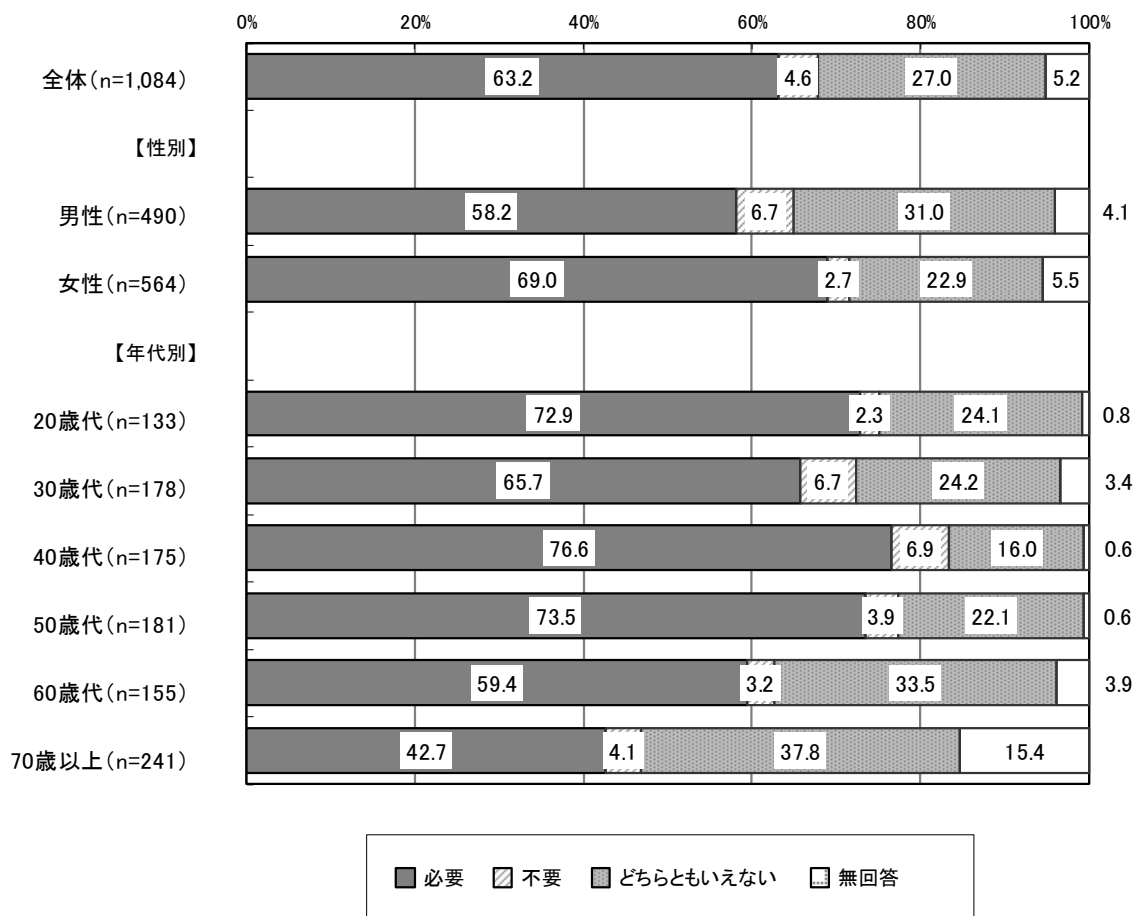 0% 20% 40% 60% 80% 100%
全体(n=1,084) 63.2 4.6 27.0 5.2
【性別】
男性(n=490) 58.2 6.7 31.0 4.1
女性(n=564) 69.0 2.7 22.9 5.5
【年代別】
20歳代(n=133) 72.9 2.3 24.1 0.8
30歳代(n=178) 65.7 6.7 24.2 3.4
40歳代(n=175) 76.6 6.9 16.0 0.6
50歳代(n=181) 73.5 3.9 22.1 0.6
60歳代(n=155) 59.4 3.2 33.5 3.9
70歳以上(n=241) 42.7 4.1 37.8 15.4
必要 不要 どちらともいえない 無回答